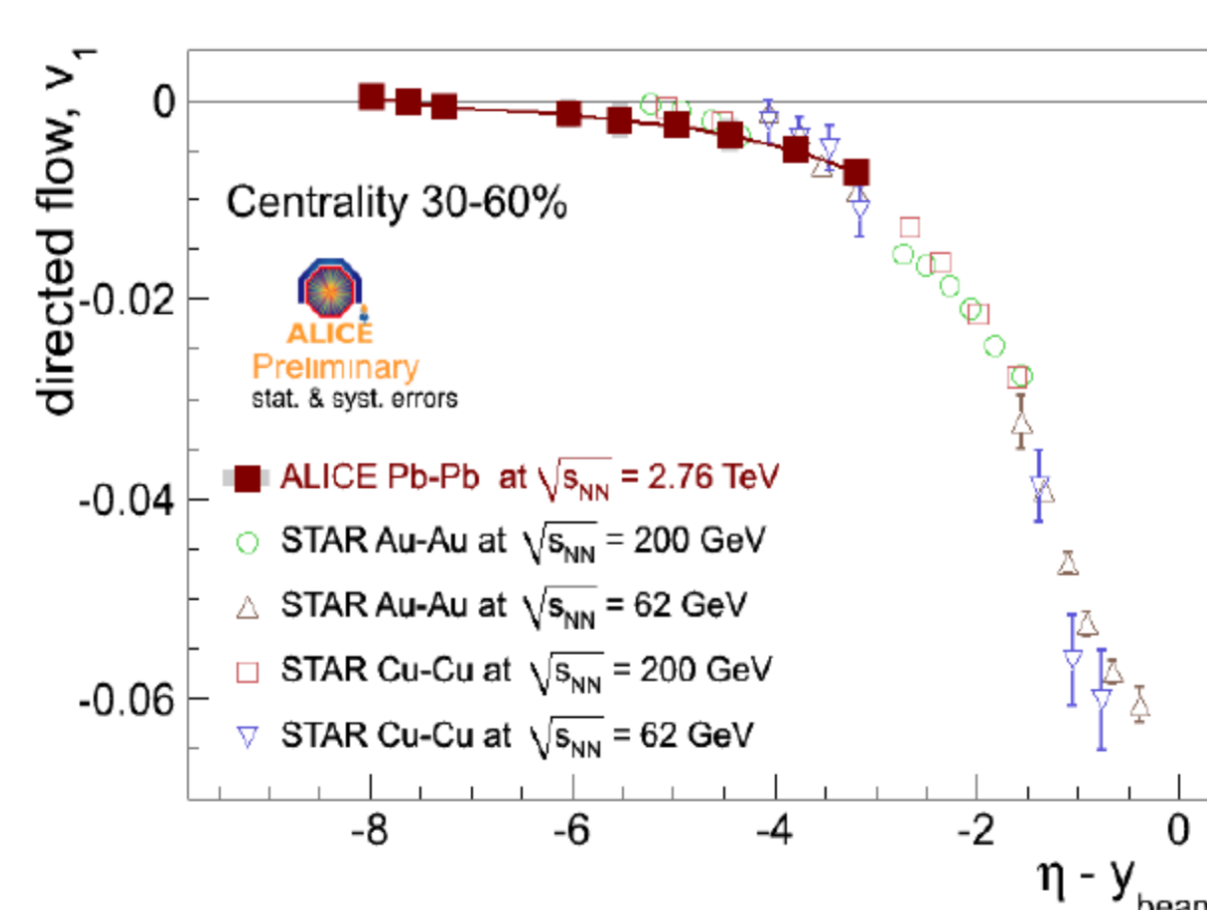 directed flow, v1
0
-0.02
-0.04
-0.06
Centrality 30-60%
ALICE
Preliminary
stat. & syst. errors
ALICE Pb-Pb at √sNN = 2.76 TeV
STAR Au-Au at √sNN = 200 GeV
STAR Au-Au at √sNN = 62 GeV
STAR Cu-Cu at √sNN = 200 GeV
STAR Cu-Cu at √sNN = 62 GeV
-8 -6 -4 -2 0
η - ybeam